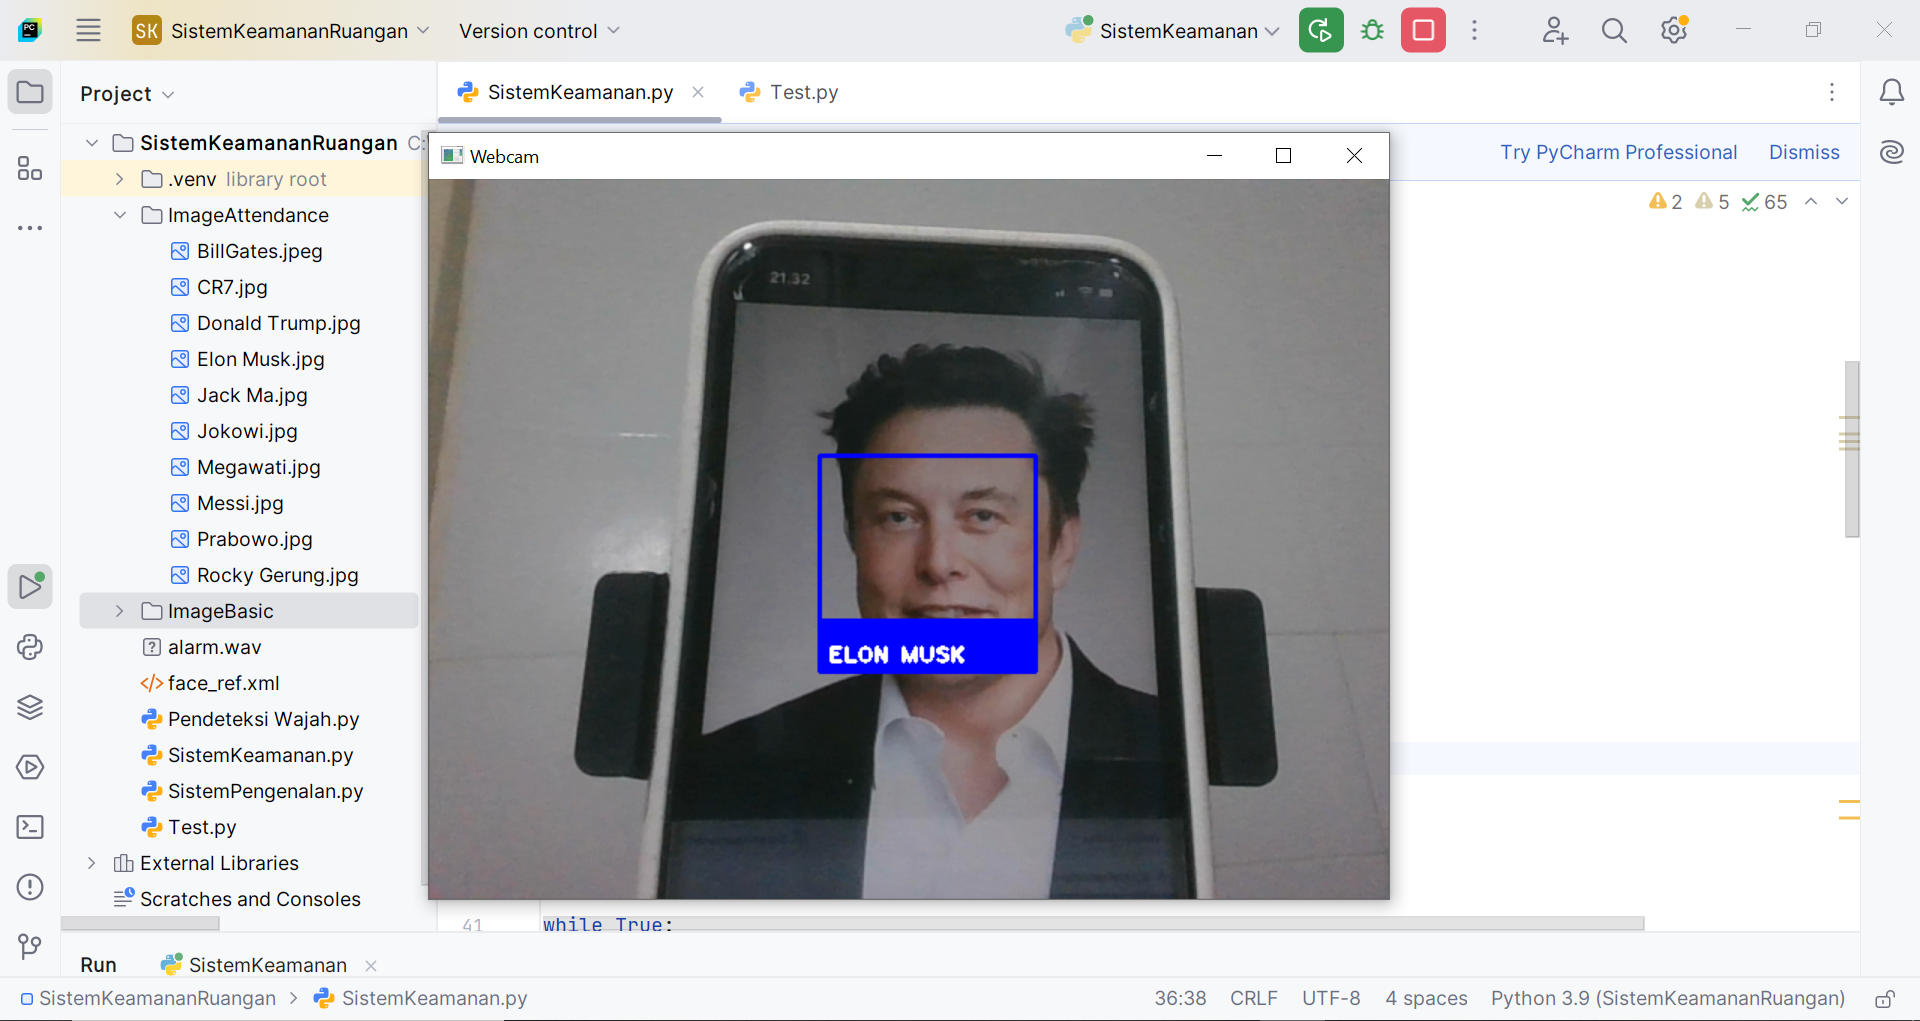 SK SistemKeamananRuangan Version control SistemKeamanan
Project
SistemKeamanan.py Test.py
SistemKeamananRuangan C:\
.venv library root
ImageAttendance
BillGates.jpeg
CR7.jpg
Donald Trump.jpg
Elon Musk.jpg
Jack Ma.jpg
Jokowi.jpg
Megawati.jpg
Messi.jpg
Prabowo.jpg
Rocky Gerung.jpg
ImageBasic
alarm.wav
face_ref.xml
Pendeteksi Wajah.py
SistemKeamanan.py
SistemPengenalan.py
Test.py
External Libraries
Scratches and Consoles
Webcam
21.32
ELON MUSK
Try PyCharm Professional Dismiss
2 5 65
41 while True:
Run SistemKeamanan
SistemKeamananRuangan > SistemKeamanan.py 36:38 CRLF UTF-8 4 spaces Python 3.9 (SistemKeamananRuangan)